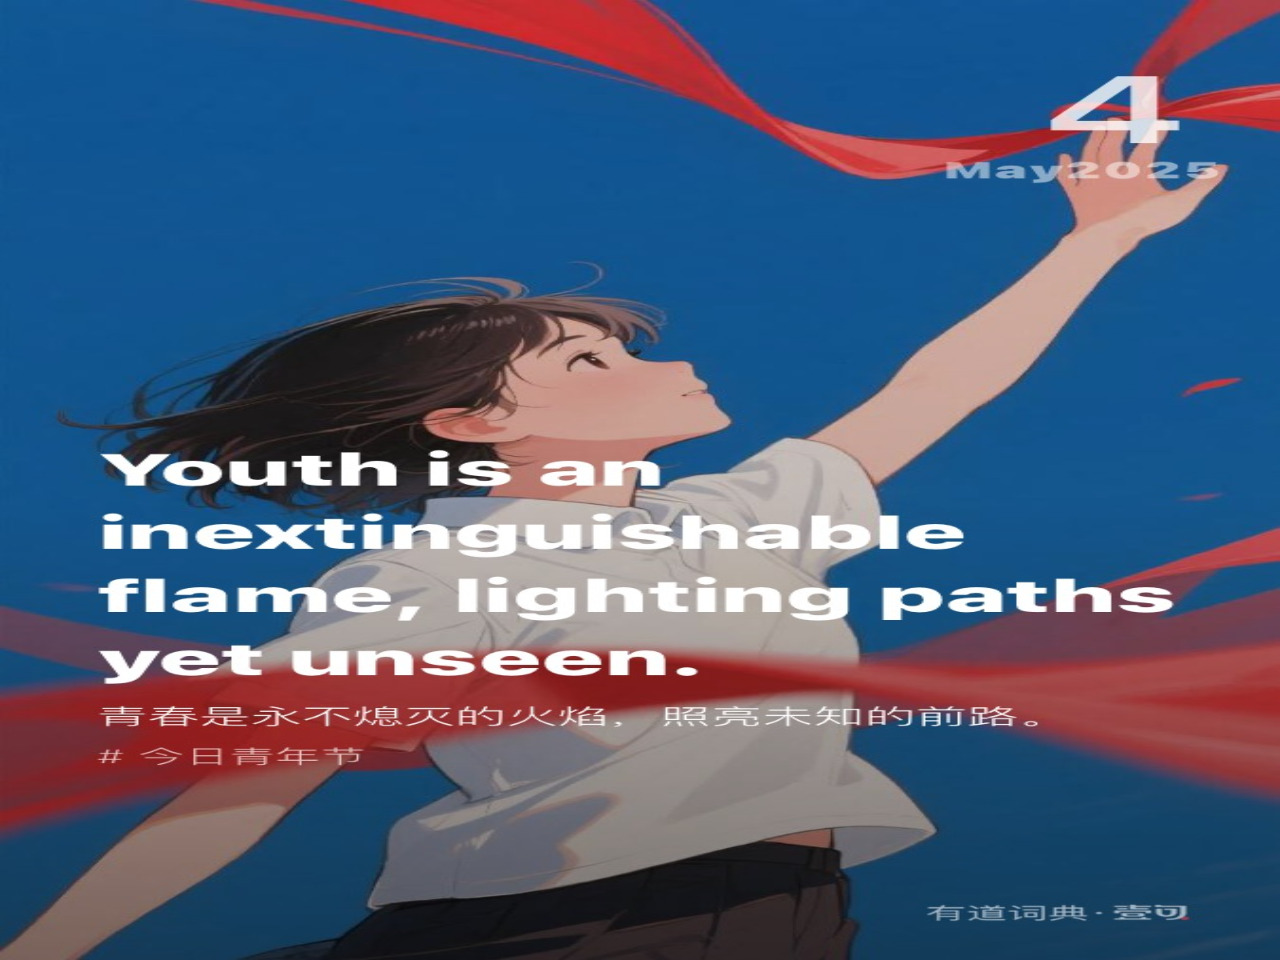 4
May2025
Youth is an
inextinguishable
flame, lighting paths
yet unseen.
青春是永不熄灭的火焰，照亮未知的前路。
# 今日青年节
有道词典·壹句